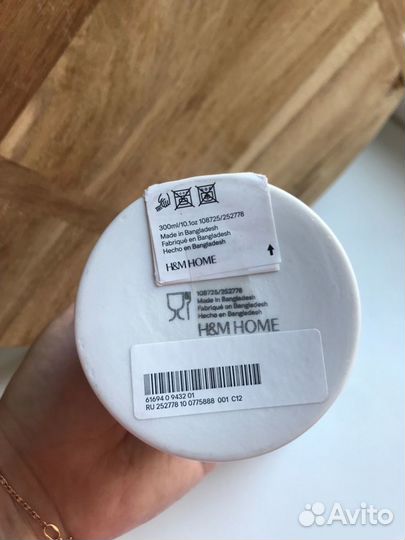 300ml/10.1oz 108725/252778
Made in Bangladesh
Fabriqué en Bangladesh
Hecho en Bangladesh
H&M HOME
108725/252778
Made in Bangladesh
Fabriqué en Bangladesh
Hecho en Bangladesh
H&M HOME
61694 0 9432 01
RU 252778 10 0775888 001 C12
Avito